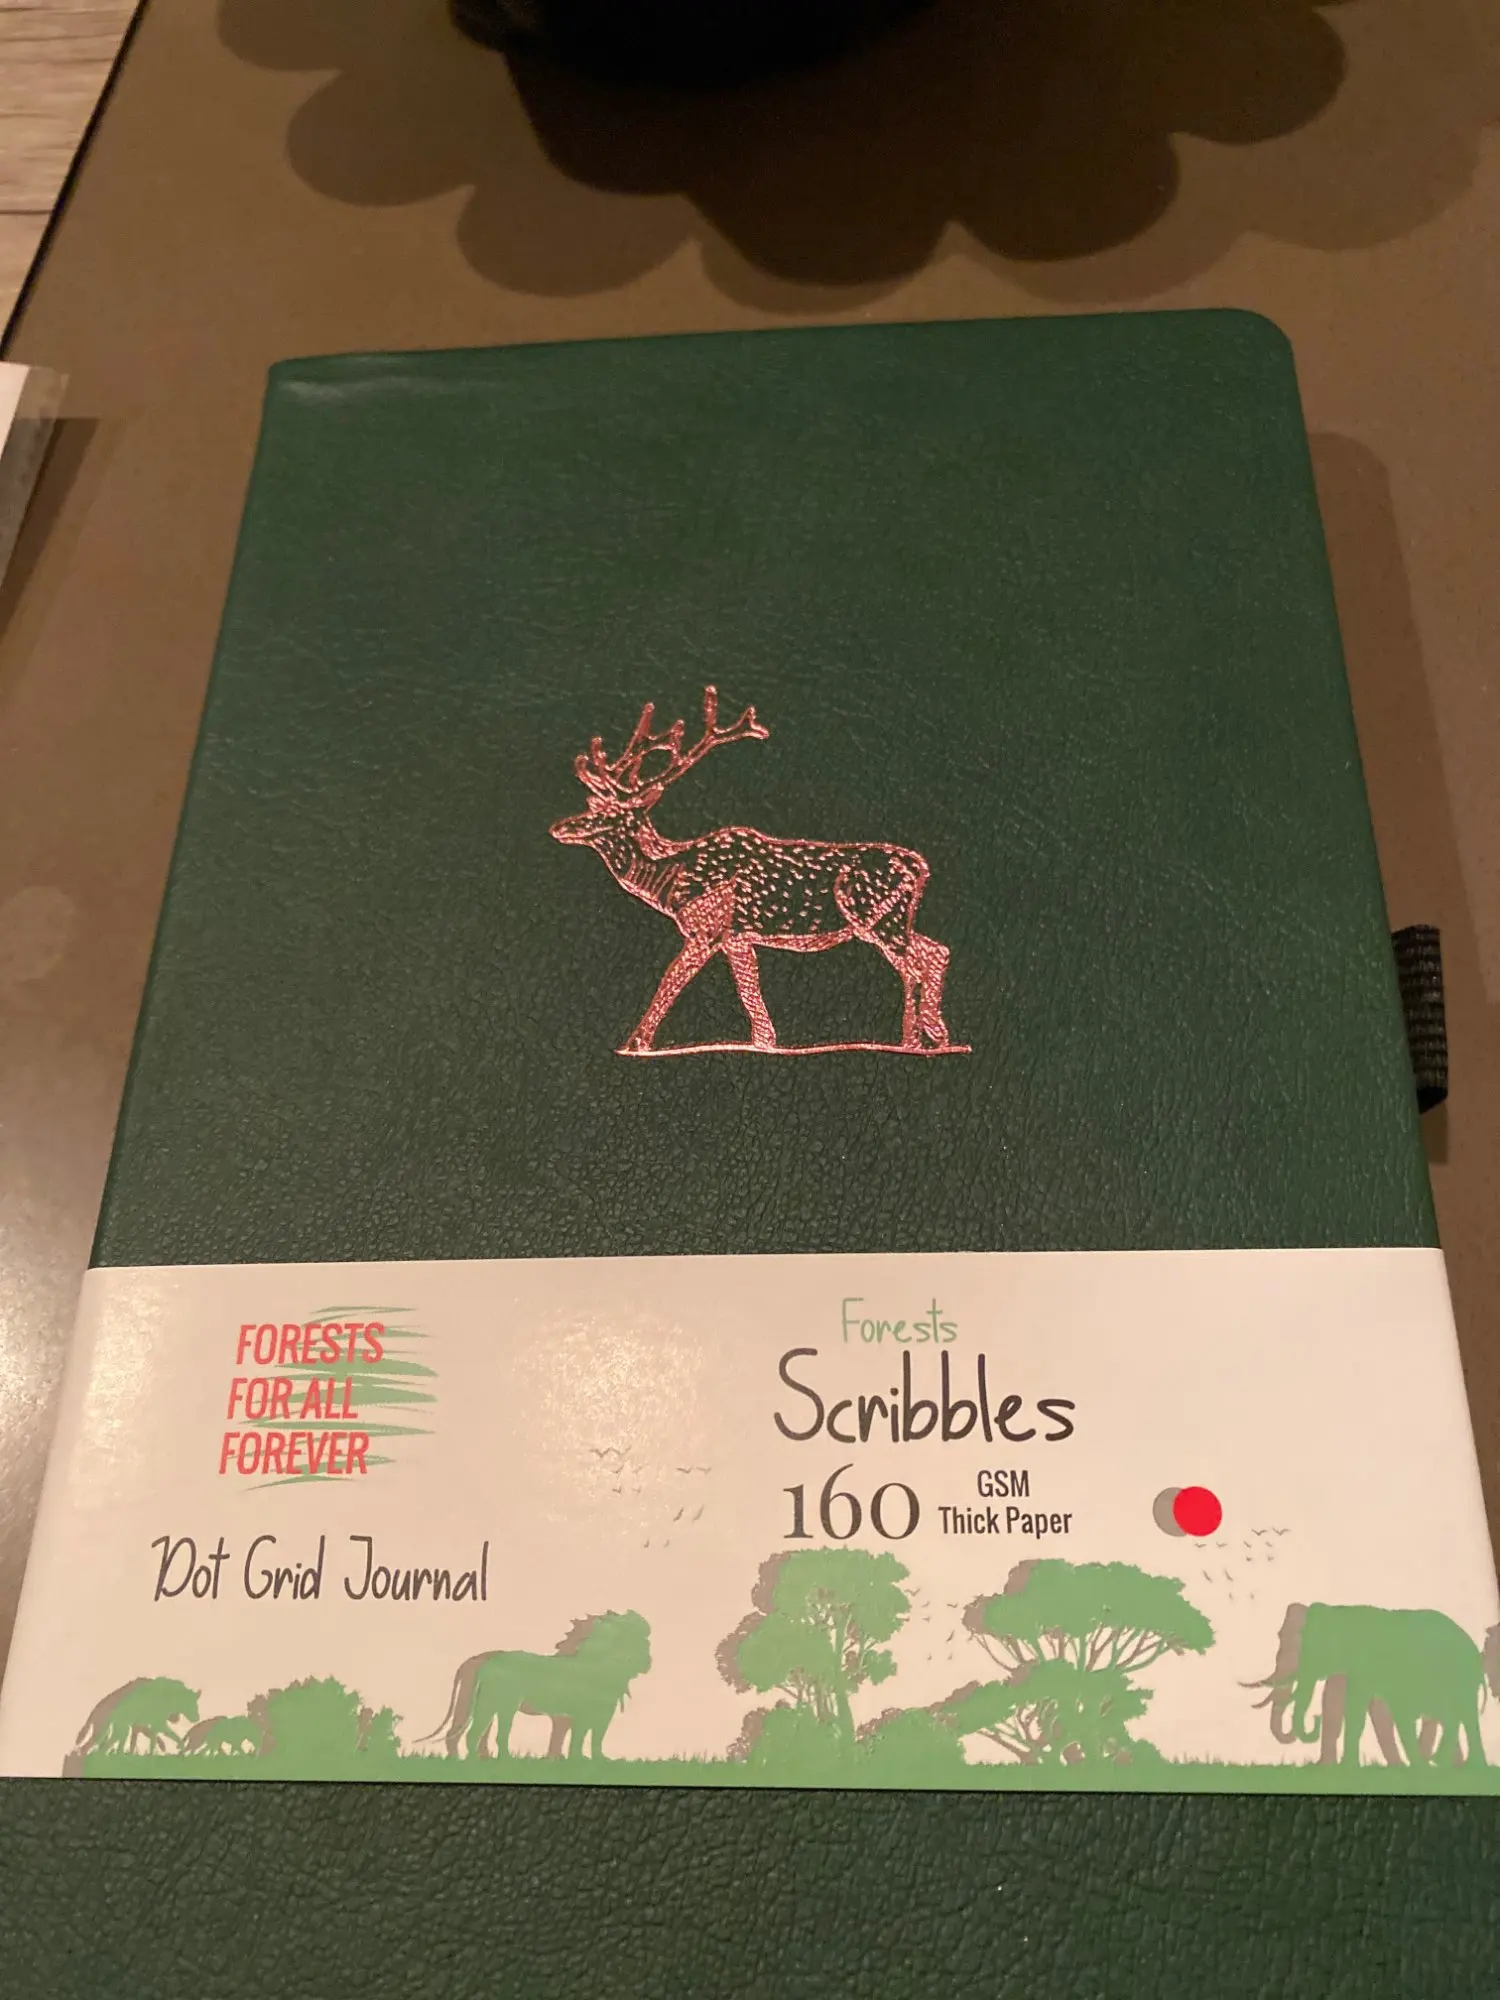 FORESTS
FOR ALL
FOREVER
Dot Grid Journal
Forests
Scribbles
160 GSM
Thick Paper